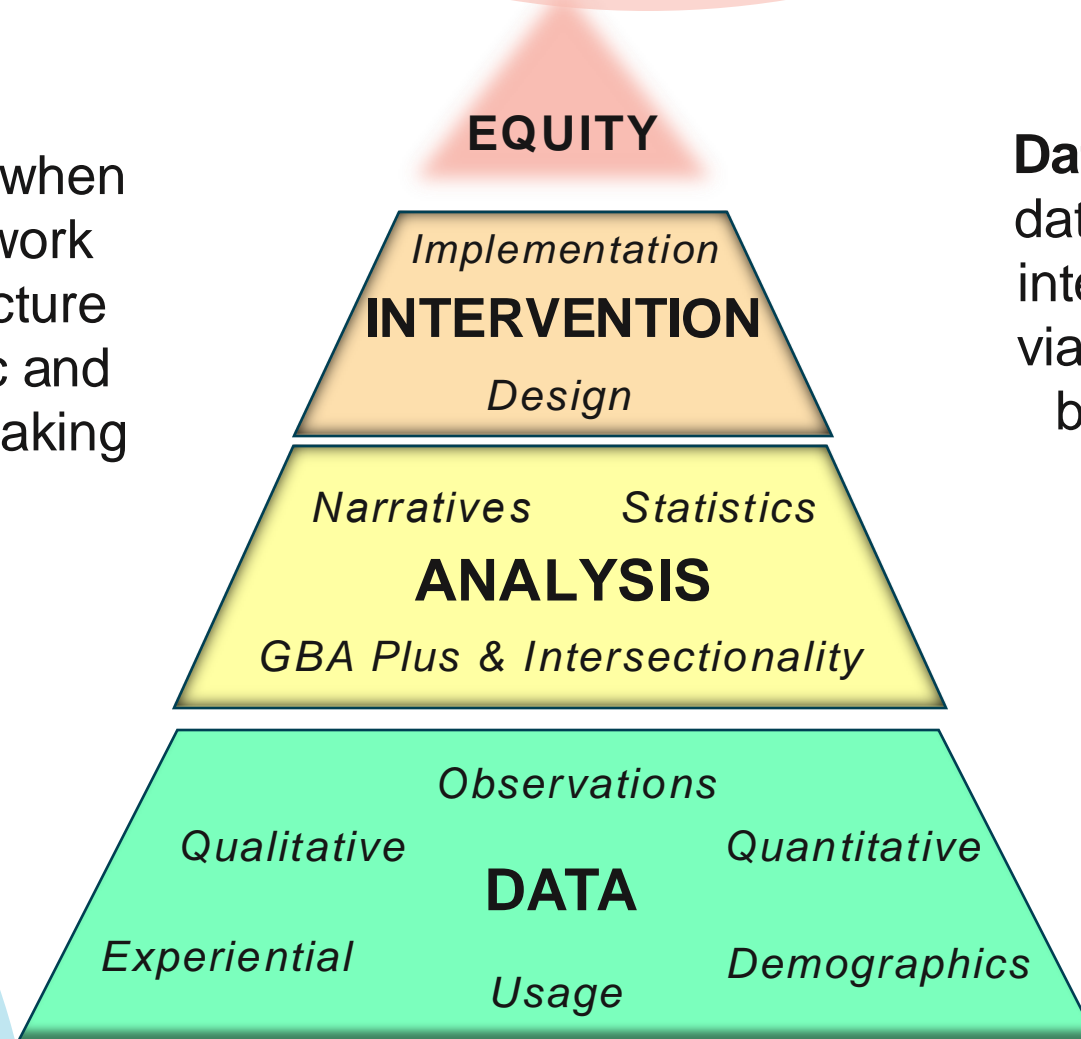 EQUITY
when
work
cture
c and
aking
Da
dat
inte
via
b
Implementation
INTERVENTION
Design
Narratives Statistics
ANALYSIS
GBA Plus & Intersectionality
Observations
Qualitative Quantitative
DATA
Experiential Demographics
Usage